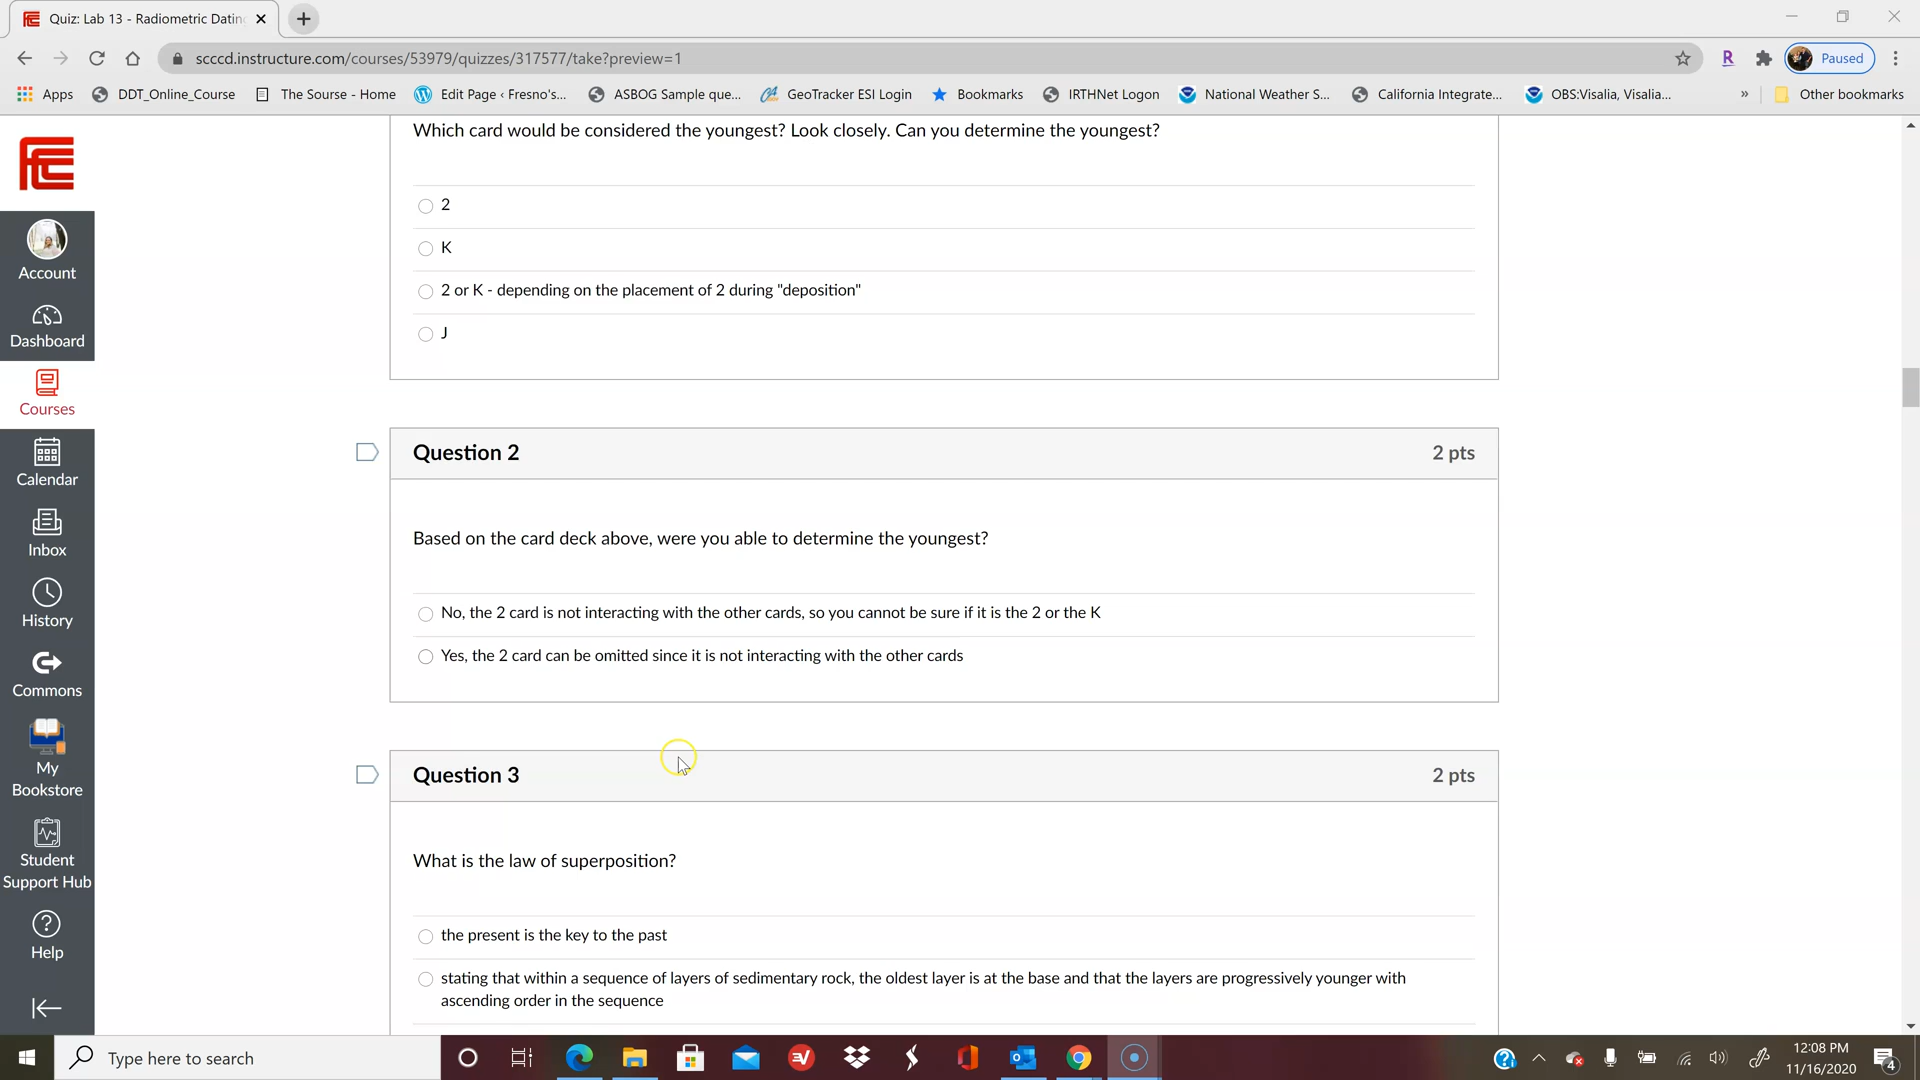 Quiz: Lab 13 - Radiometric Datin
scccd.instructure.com/courses/53979/quizzes/317577/take?preview=1
R
Paused
Apps
DDT_Online_Course
The Sourse - Home
Edit Page ‹ Fresno's...
ASBOG Sample que...
GeoTracker ESI Login
Bookmarks
IRTHNet Logon
National Weather S...
California Integrate...
OBS:Visalia, Visalia...
»
Other bookmarks
Which card would be considered the youngest? Look closely. Can you determine the youngest?
2
K
2 or K - depending on the placement of 2 during "deposition"
J
Account
Dashboard
Courses
Calendar
Inbox
History
Commons
My
Bookstore
Student
Support Hub
Help
Question 2
2 pts
Based on the card deck above, were you able to determine the youngest?
No, the 2 card is not interacting with the other cards, so you cannot be sure if it is the 2 or the K
Yes, the 2 card can be omitted since it is not interacting with the other cards
Question 3
2 pts
What is the law of superposition?
the present is the key to the past
stating that within a sequence of layers of sedimentary rock, the oldest layer is at the base and that the layers are progressively younger with
ascending order in the sequence
Type here to search
12:08 PM
11/16/2020
4